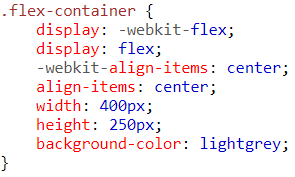 .flex-container {
    display: -webkit-flex;
    display: flex;
    -webkit-align-items: center;
    align-items: center;
    width: 400px;
    height: 250px;
    background-color: lightgrey;
}